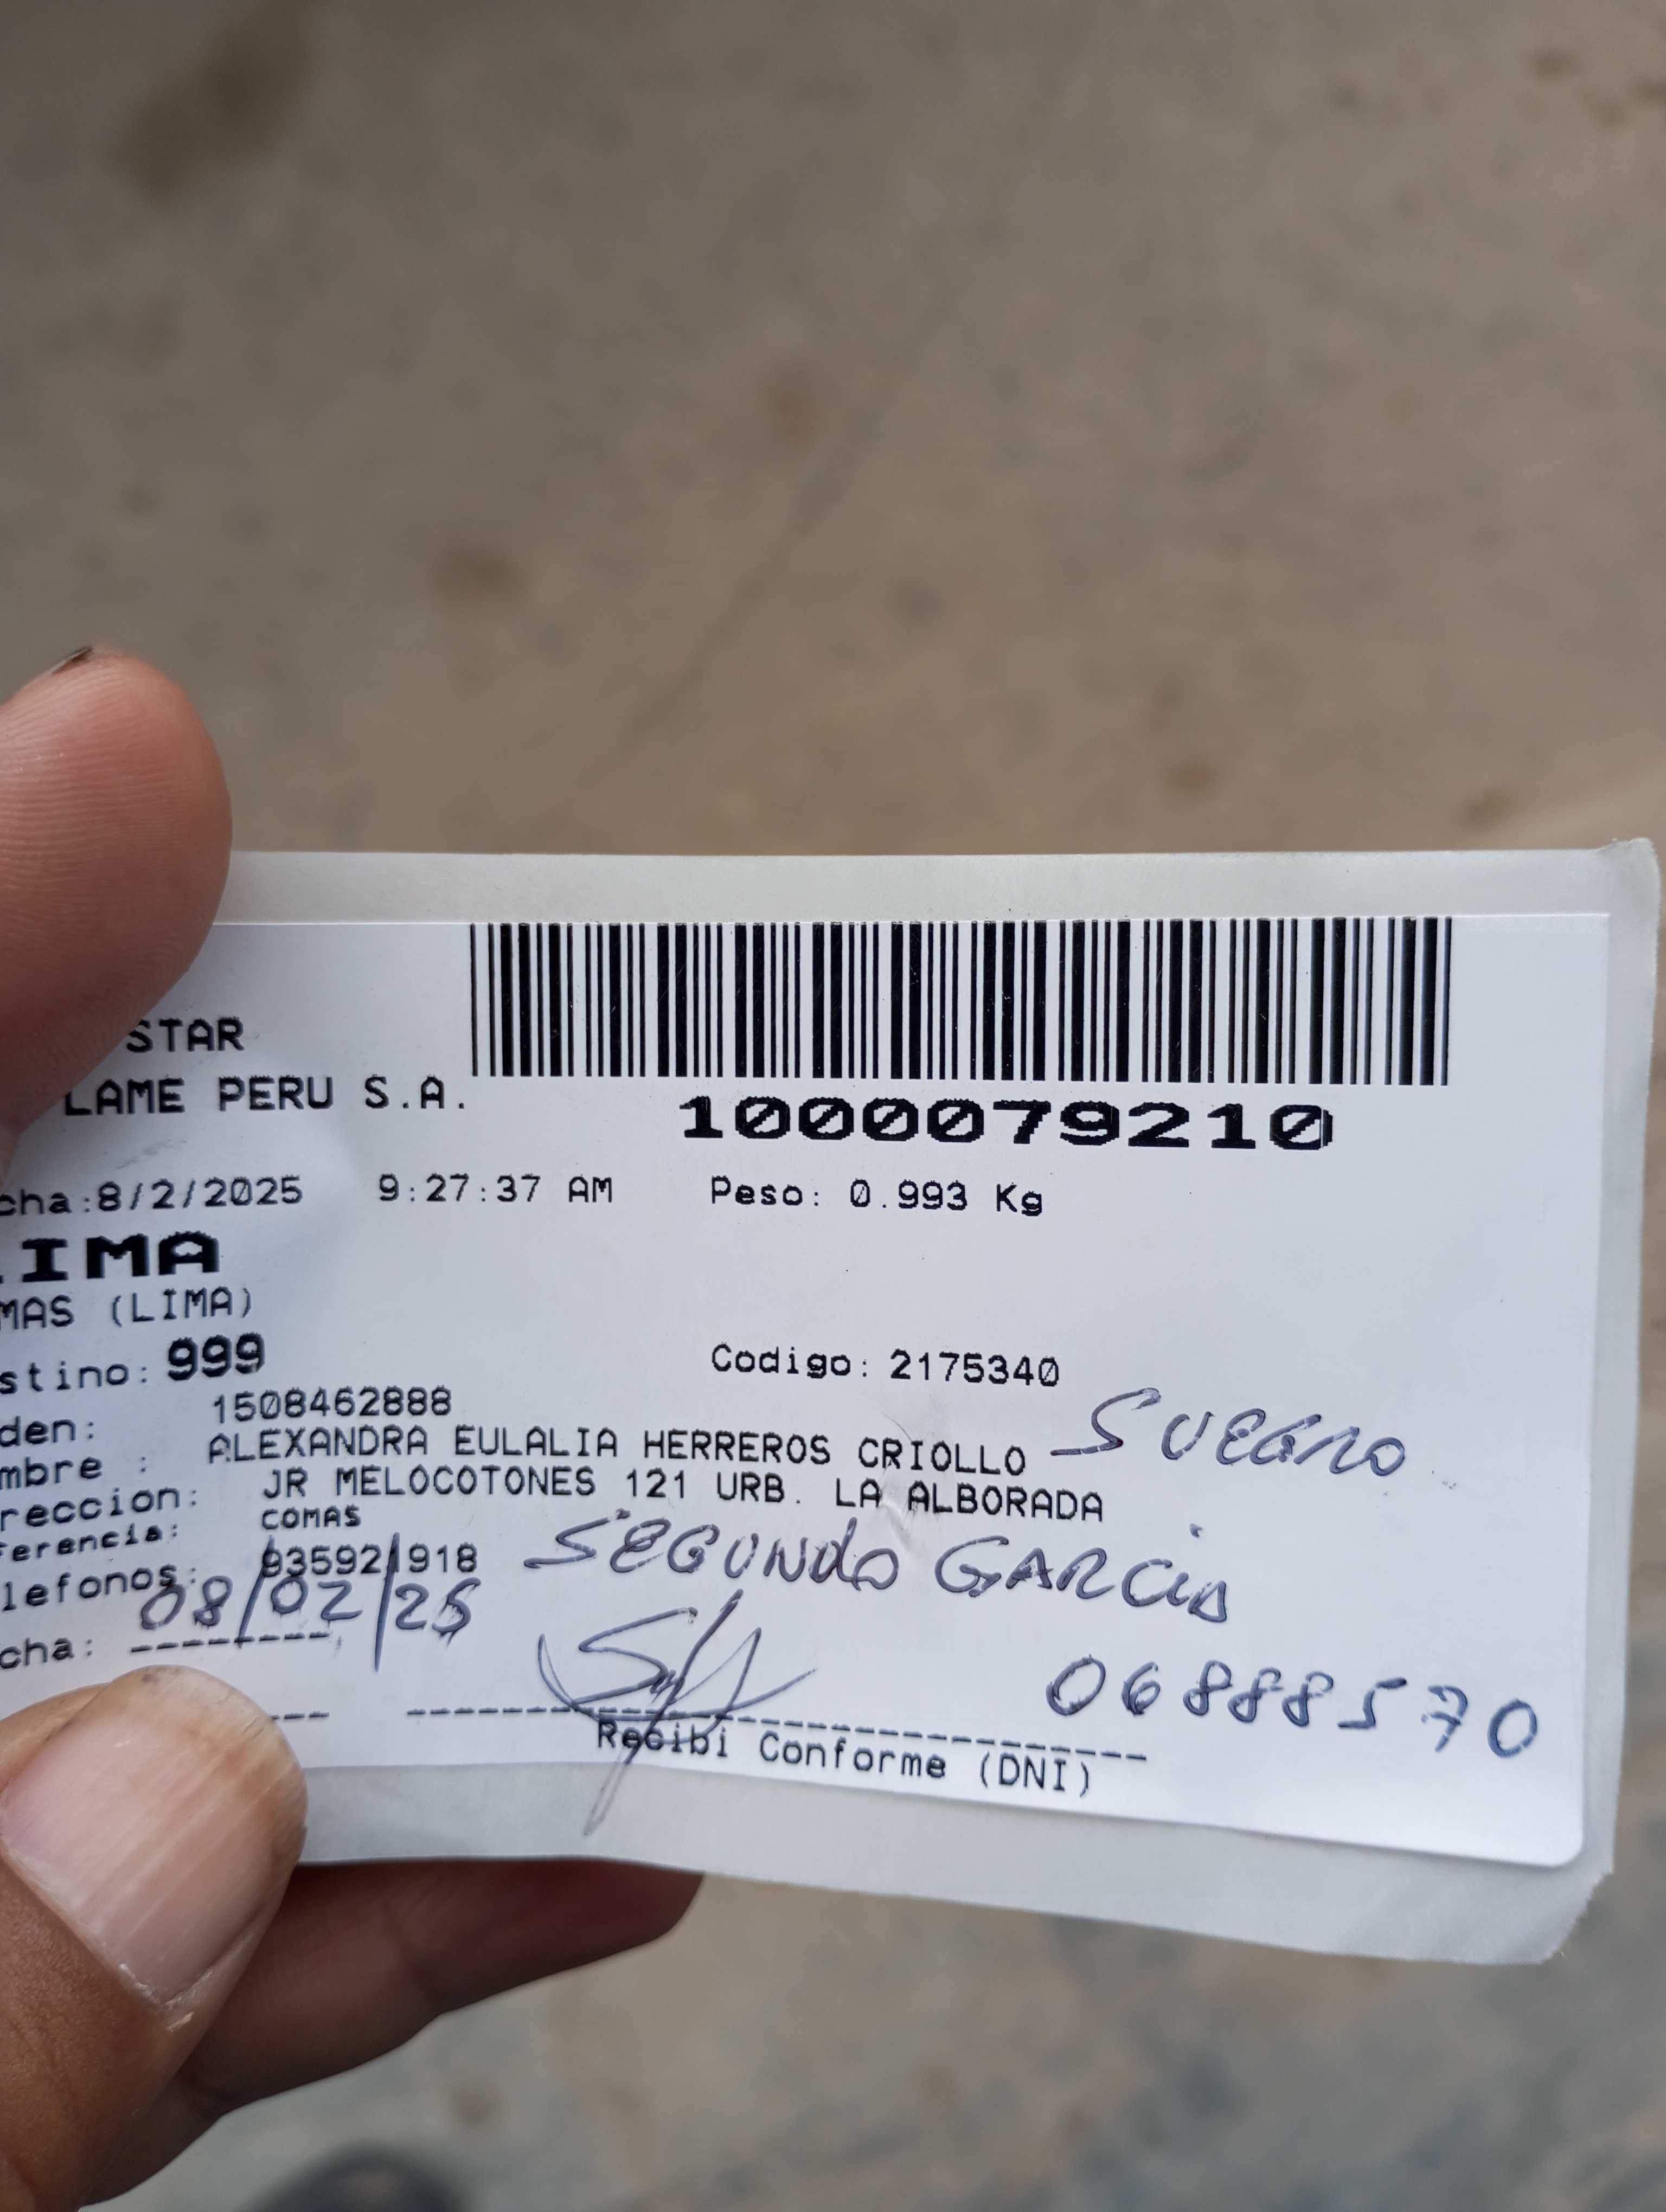 STAR
LAME PERU S.A.
1000079210
cha:8/2/2025 9:27:37 AM Peso: 0.993 Kg
IMA
MAS (LIMA)
stino: 999 Codigo: 2175340
den: 1508462888
mbre : ALEXANDRA EULALIA HERREROS CRIOLLO SUEGRO
reccion: JR MELOCOTONES 121 URB. LA ALBORADA
ferencia: COMAS
lefonos: 935921918 SEGUNDO GARCIA
cha: 08/02/25
06888570
Recibi Conforme (DNI)